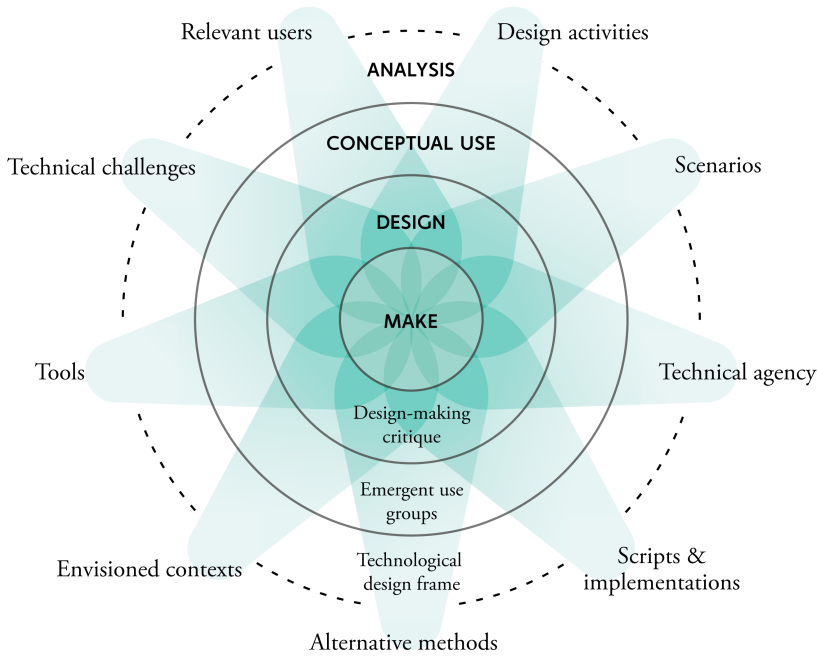 Relevant users
Design activities
ANALYSIS
CONCEPTUAL USE
Technical challenges
Scenarios
DESIGN
MAKE
Tools
Technical agency
Design-making
critique
Emergent use
groups
Technological
design frame
Envisioned contexts
Scripts &
implementations
Alternative methods